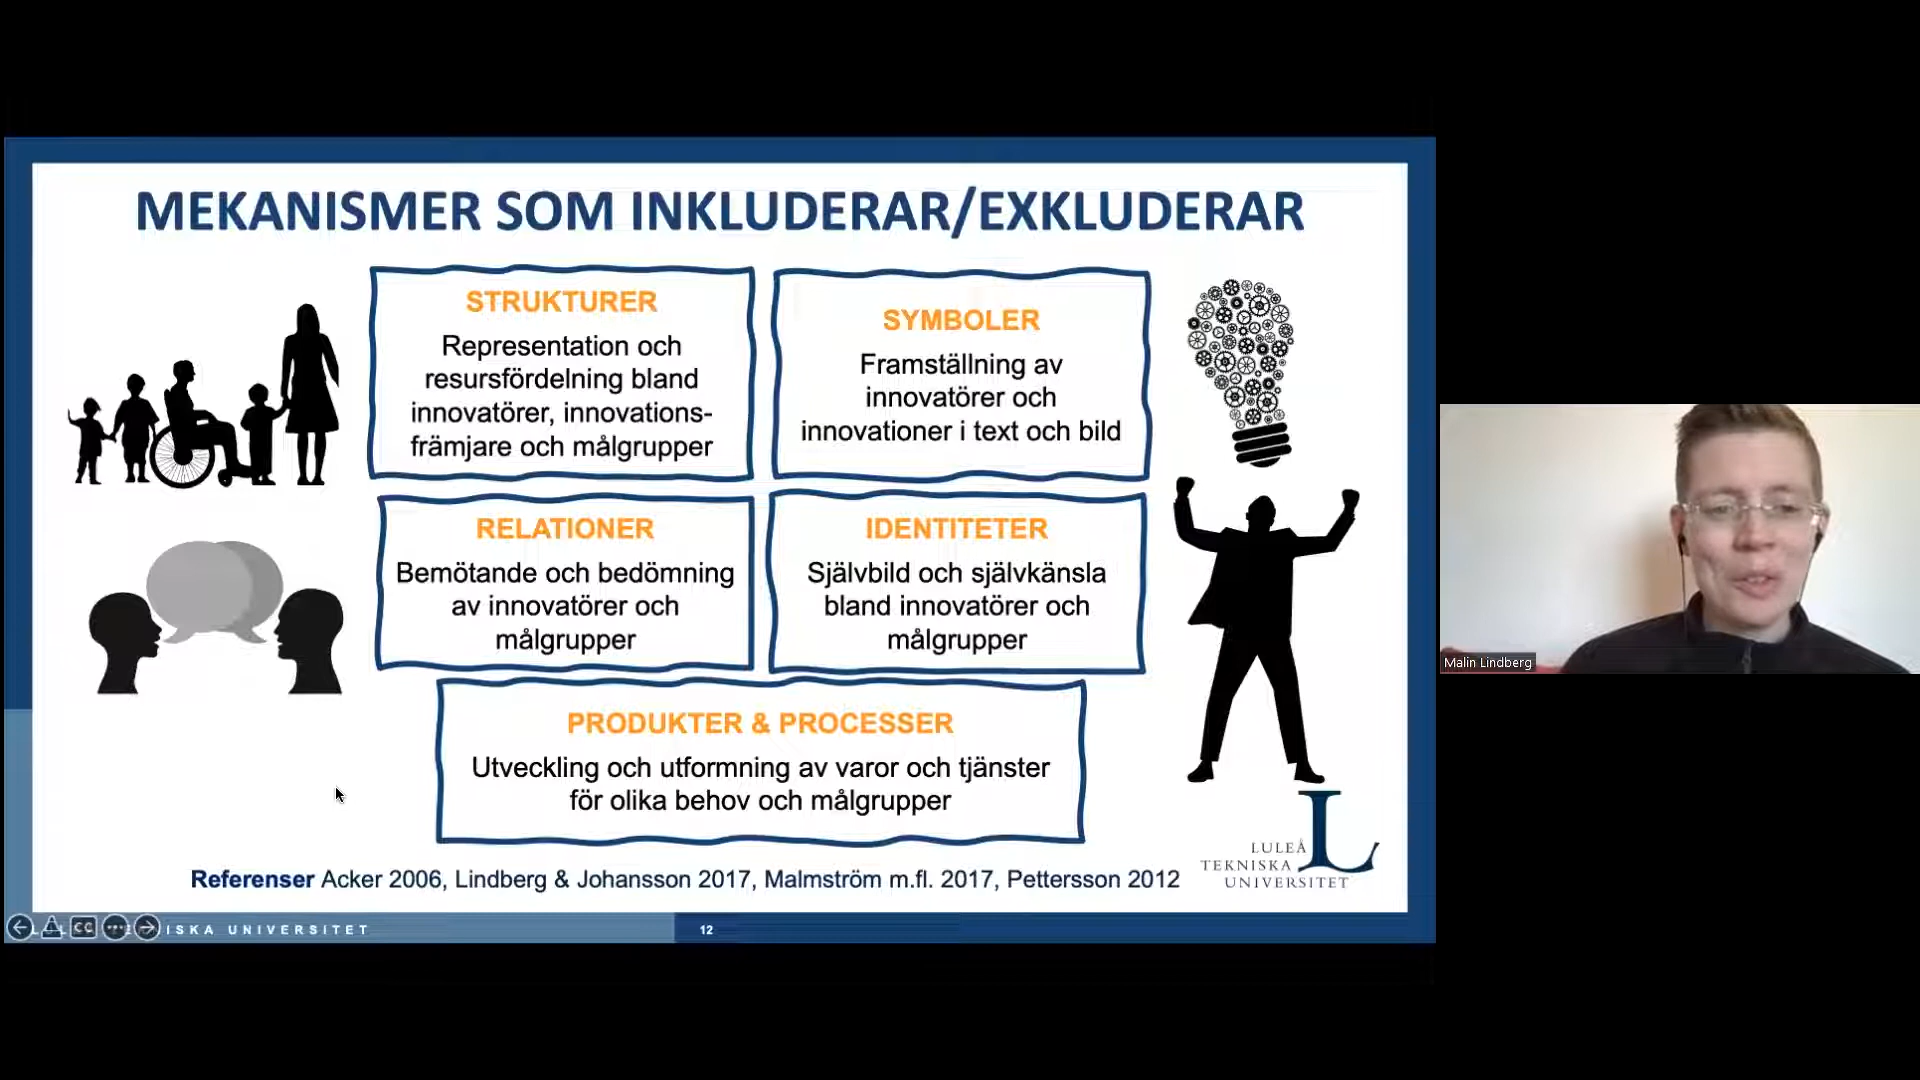 MEKANISMER SOM INKLUDERAR/EXKLUDERAR
STRUKTURER
Representation och
resursfördelning bland
innovatörer, innovations-
främjare och målgrupper
SYMBOLER
Framställning av
innovatörer och
innovationer i text och bild
RELATIONER
Bemötande och bedömning
av innovatörer och
målgrupper
IDENTITETER
Självbild och självkänsla
bland innovatörer och
målgrupper
PRODUKTER & PROCESSER
Utveckling och utformning av varor och tjänster
för olika behov och målgrupper
Referenser Acker 2006, Lindberg & Johansson 2017, Malmström m.fl. 2017, Pettersson 2012
LULEÅ
TEKNISKA
UNIVERSITET
L
CC
ISKA UNIVERSITET
12
Malin Lindberg